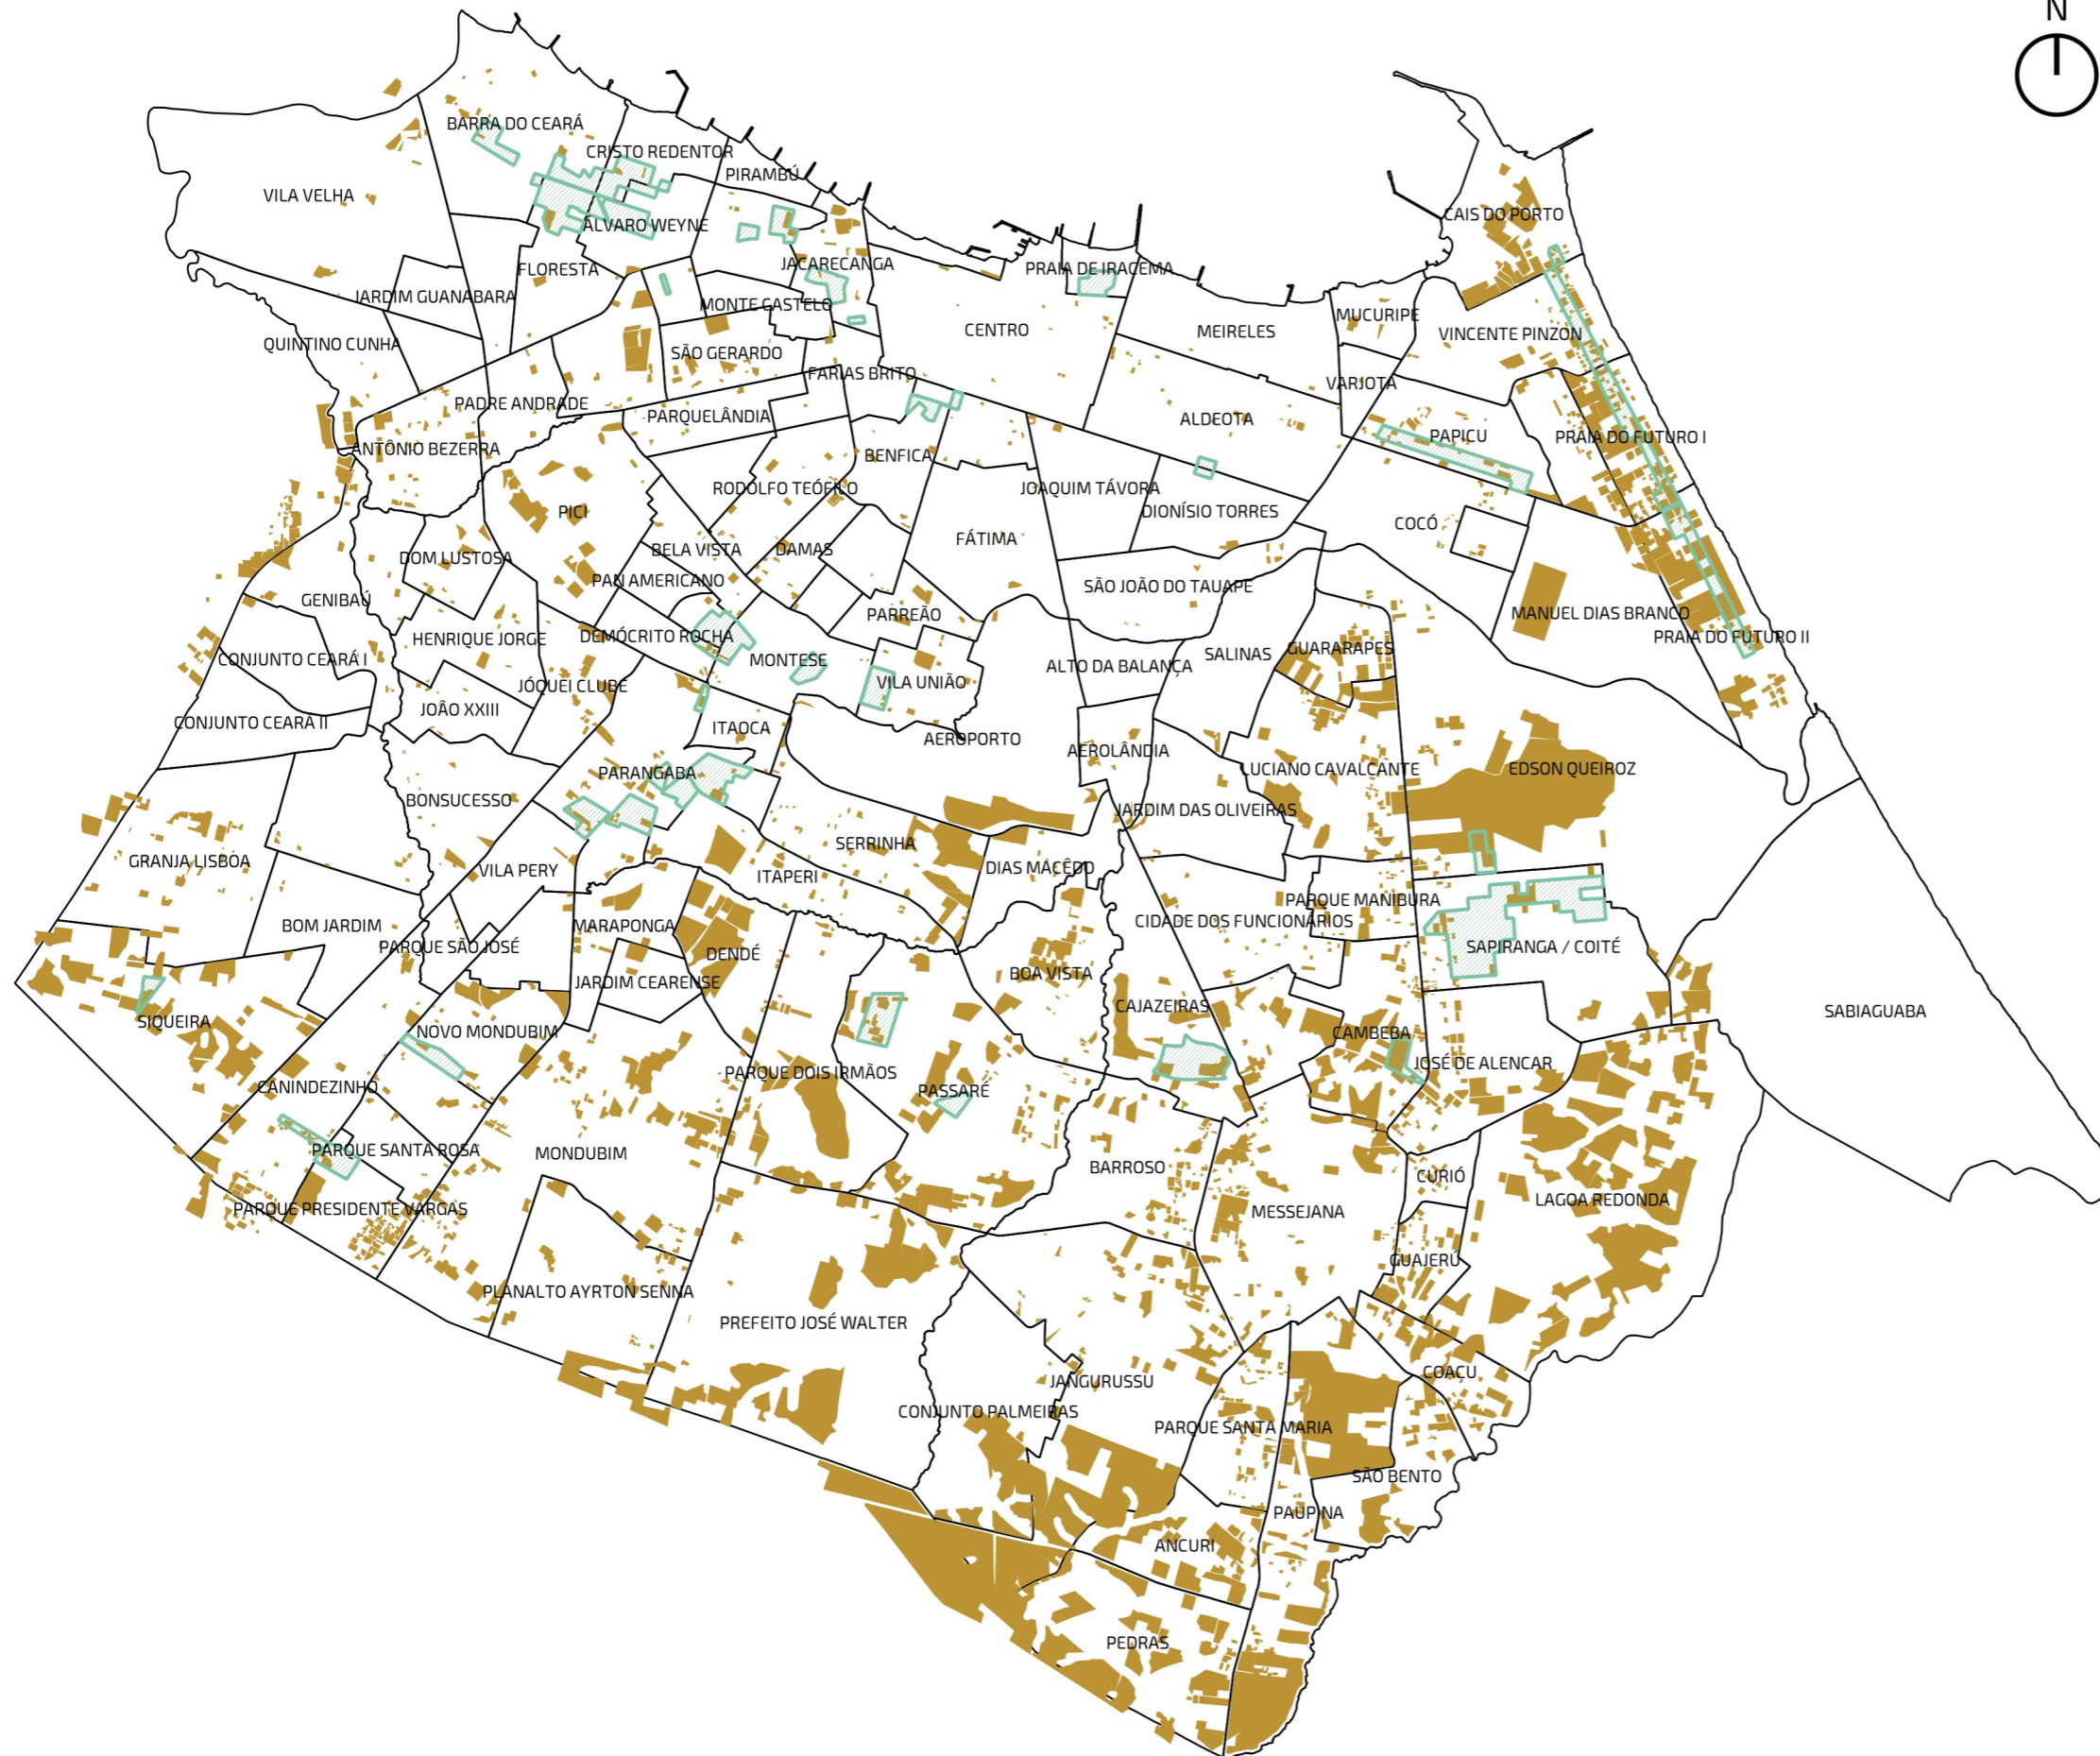 N
BARRA DO CEARÁ
CRISTO REDENTOR
PIRAMBÚ
VILA VELHA
CAIS DO PORTO
ÁLVARO WEYNE
JACARECANGA
FLORESTA
PRAIA DE IRACEMA
JARDIM GUANABARA
MONTE CASTELO
MUCURIPE
CENTRO
MEIRELES
VINCENTE PINZON
QUINTINO CUNHA
SÃO GERARDO
FARIAS BRITO
VARJOTA
PADRE ANDRADE
PARQUELÂNDIA
ALDEOTA
PAPICU
PRAIA DO FUTURO I
ANTÔNIO BEZERRA
BENFICA
RODOLFO TEÓFILO
JOAQUIM TÁVORA
PICI
DIONÍSIO TORRES
COCÓ
FÁTIMA
BELA VISTA
DAMAS
DOM LUSTOSA
PAN AMERICANO
SÃO JOÃO DO TAUAPE
GENIBAÚ
PARREÃO
MANUEL DIAS BRANCO
HENRIQUE JORGE
DEMÓCRITO ROCHA
PRAIA DO FUTURO II
GUARARAPES
SALINAS
CONJUNTO CEARÁ I
MONTESE
ALTO DA BALANÇA
JÓQUEI CLUBE
VILA UNIÃO
JOÃO XXIII
CONJUNTO CEARÁ II
ITAOCA
AEROPORTO
AEROLÂNDIA
PARANGABA
LUCIANO CAVALCANTE
EDSON QUEIROZ
BONSUCESSO
JARDIM DAS OLIVEIRAS
SERRINHA
GRANJA LISBOA
VILA PERY
DIAS MACÊDO
ITAPERI
PARQUE MANIBURA
BOM JARDIM
MARAPONGA
CIDADE DOS FUNCIONÁRIOS
PARQUE SÃO JOSÉ
SAPIRANGA / COITÉ
DENDÉ
BOA VISTA
JARDIM CEARENSE
CAJAZEIRAS
SABIAGUABA
SIQUEIRA
NOVO MONDUBIM
CAMBEBA
JOSÉ DE ALENCAR
PARQUE DOIS IRMÃOS
CANINDEZINHO
PASSARÉ
PARQUE SANTA ROSA
MONDUBIM
BARROSO
CURIÓ
LAGOA REDONDA
PARQUE PRESIDENTE VARGAS
MESSEJANA
GUAJERÚ
PLANALTO AYRTON SENNA
PREFEITO JOSÉ WALTER
COAÇU
JANGURUSSU
CONJUNTO PALMEIRAS
PARQUE SANTA MARIA
SÃO BENTO
PAUPINA
ANCURI
PEDRAS